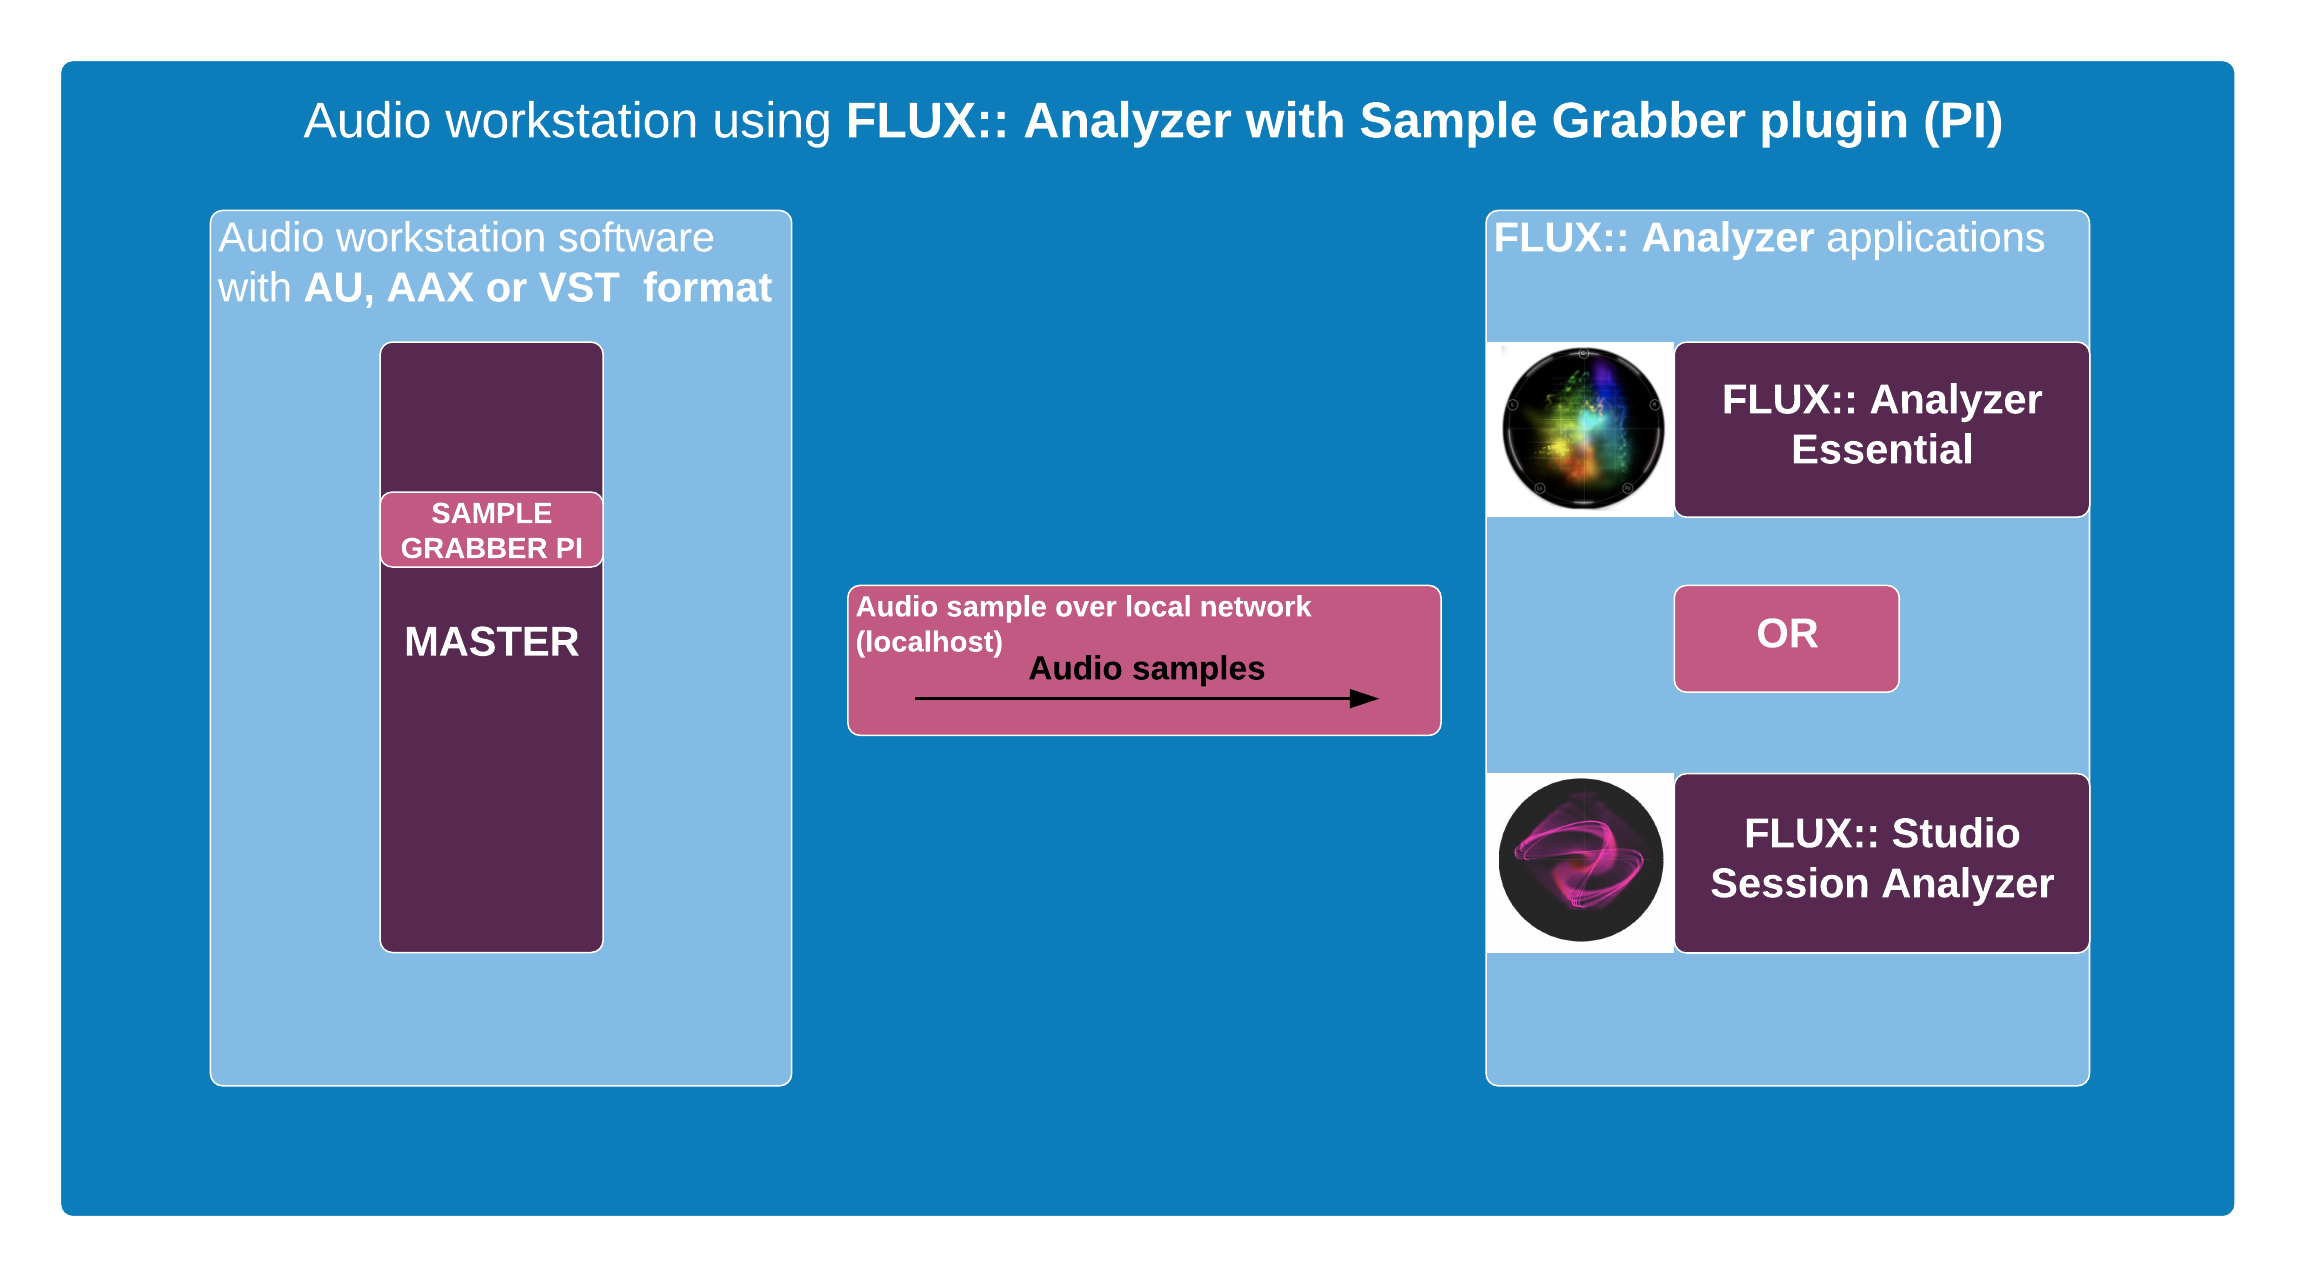 Audio workstation using FLUX:: Analyzer with Sample Grabber plugin (PI)
Audio workstation software
with AU, AAX or VST  format
SAMPLE
GRABBER PI
MASTER
Audio sample over local network
(localhost)
Audio samples
FLUX:: Analyzer applications
FLUX:: Analyzer
Essential
OR
FLUX:: Studio
Session Analyzer